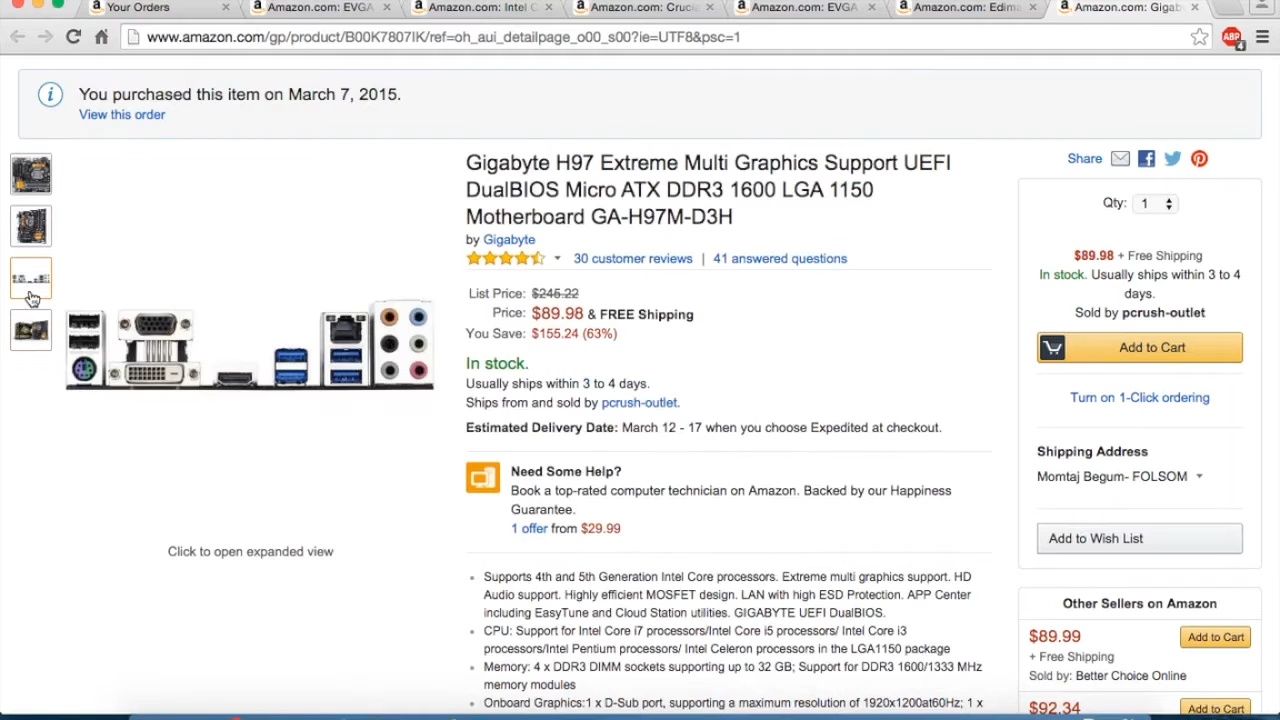 Your Orders
Amazon.com: EVGA
Amazon.com: Intel C
Amazon.com: Cruci
Amazon.com: EVGA
Amazon.com: Edima
Amazon.com: Gigab
www.amazon.com/gp/product/B00K7807IK/ref=oh_aui_detailpage_o00_s00?ie=UTF8&psc=1
ABP
4
You purchased this item on March 7, 2015.
View this order
Gigabyte H97 Extreme Multi Graphics Support UEFI
DualBIOS Micro ATX DDR3 1600 LGA 1150
Motherboard GA-H97M-D3H
by Gigabyte
30 customer reviews | 41 answered questions
List Price: $245.22
Price: $89.98 & FREE Shipping
You Save: $155.24 (63%)
In stock.
Usually ships within 3 to 4 days.
Ships from and sold by pcrush-outlet.
Estimated Delivery Date: March 12 - 17 when you choose Expedited at checkout.
Need Some Help?
Book a top-rated computer technician on Amazon. Backed by our Happiness
Guarantee.
1 offer from $29.99
Click to open expanded view
Supports 4th and 5th Generation Intel Core processors. Extreme multi graphics support. HD
Audio support. Highly efficient MOSFET design. LAN with high ESD Protection. APP Center
including EasyTune and Cloud Station utilities. GIGABYTE UEFI DualBIOS.
CPU: Support for Intel Core i7 processors/Intel Core i5 processors/ Intel Core i3
processors/Intel Pentium processors/ Intel Celeron processors in the LGA1150 package
Memory: 4 x DDR3 DIMM sockets supporting up to 32 GB; Support for DDR3 1600/1333 MHz
memory modules
Onboard Graphics:1 x D-Sub port, supporting a maximum resolution of 1920x1200at60Hz; 1 x
Share
Qty: 1
$89.98 + Free Shipping
In stock. Usually ships within 3 to 4
days.
Sold by pcrush-outlet
Add to Cart
Turn on 1-Click ordering
Shipping Address
Momtaj Begum- FOLSOM
Add to Wish List
Other Sellers on Amazon
$89.99
Add to Cart
+ Free Shipping
Sold by: Better Choice Online
$92.34
Add to Cart